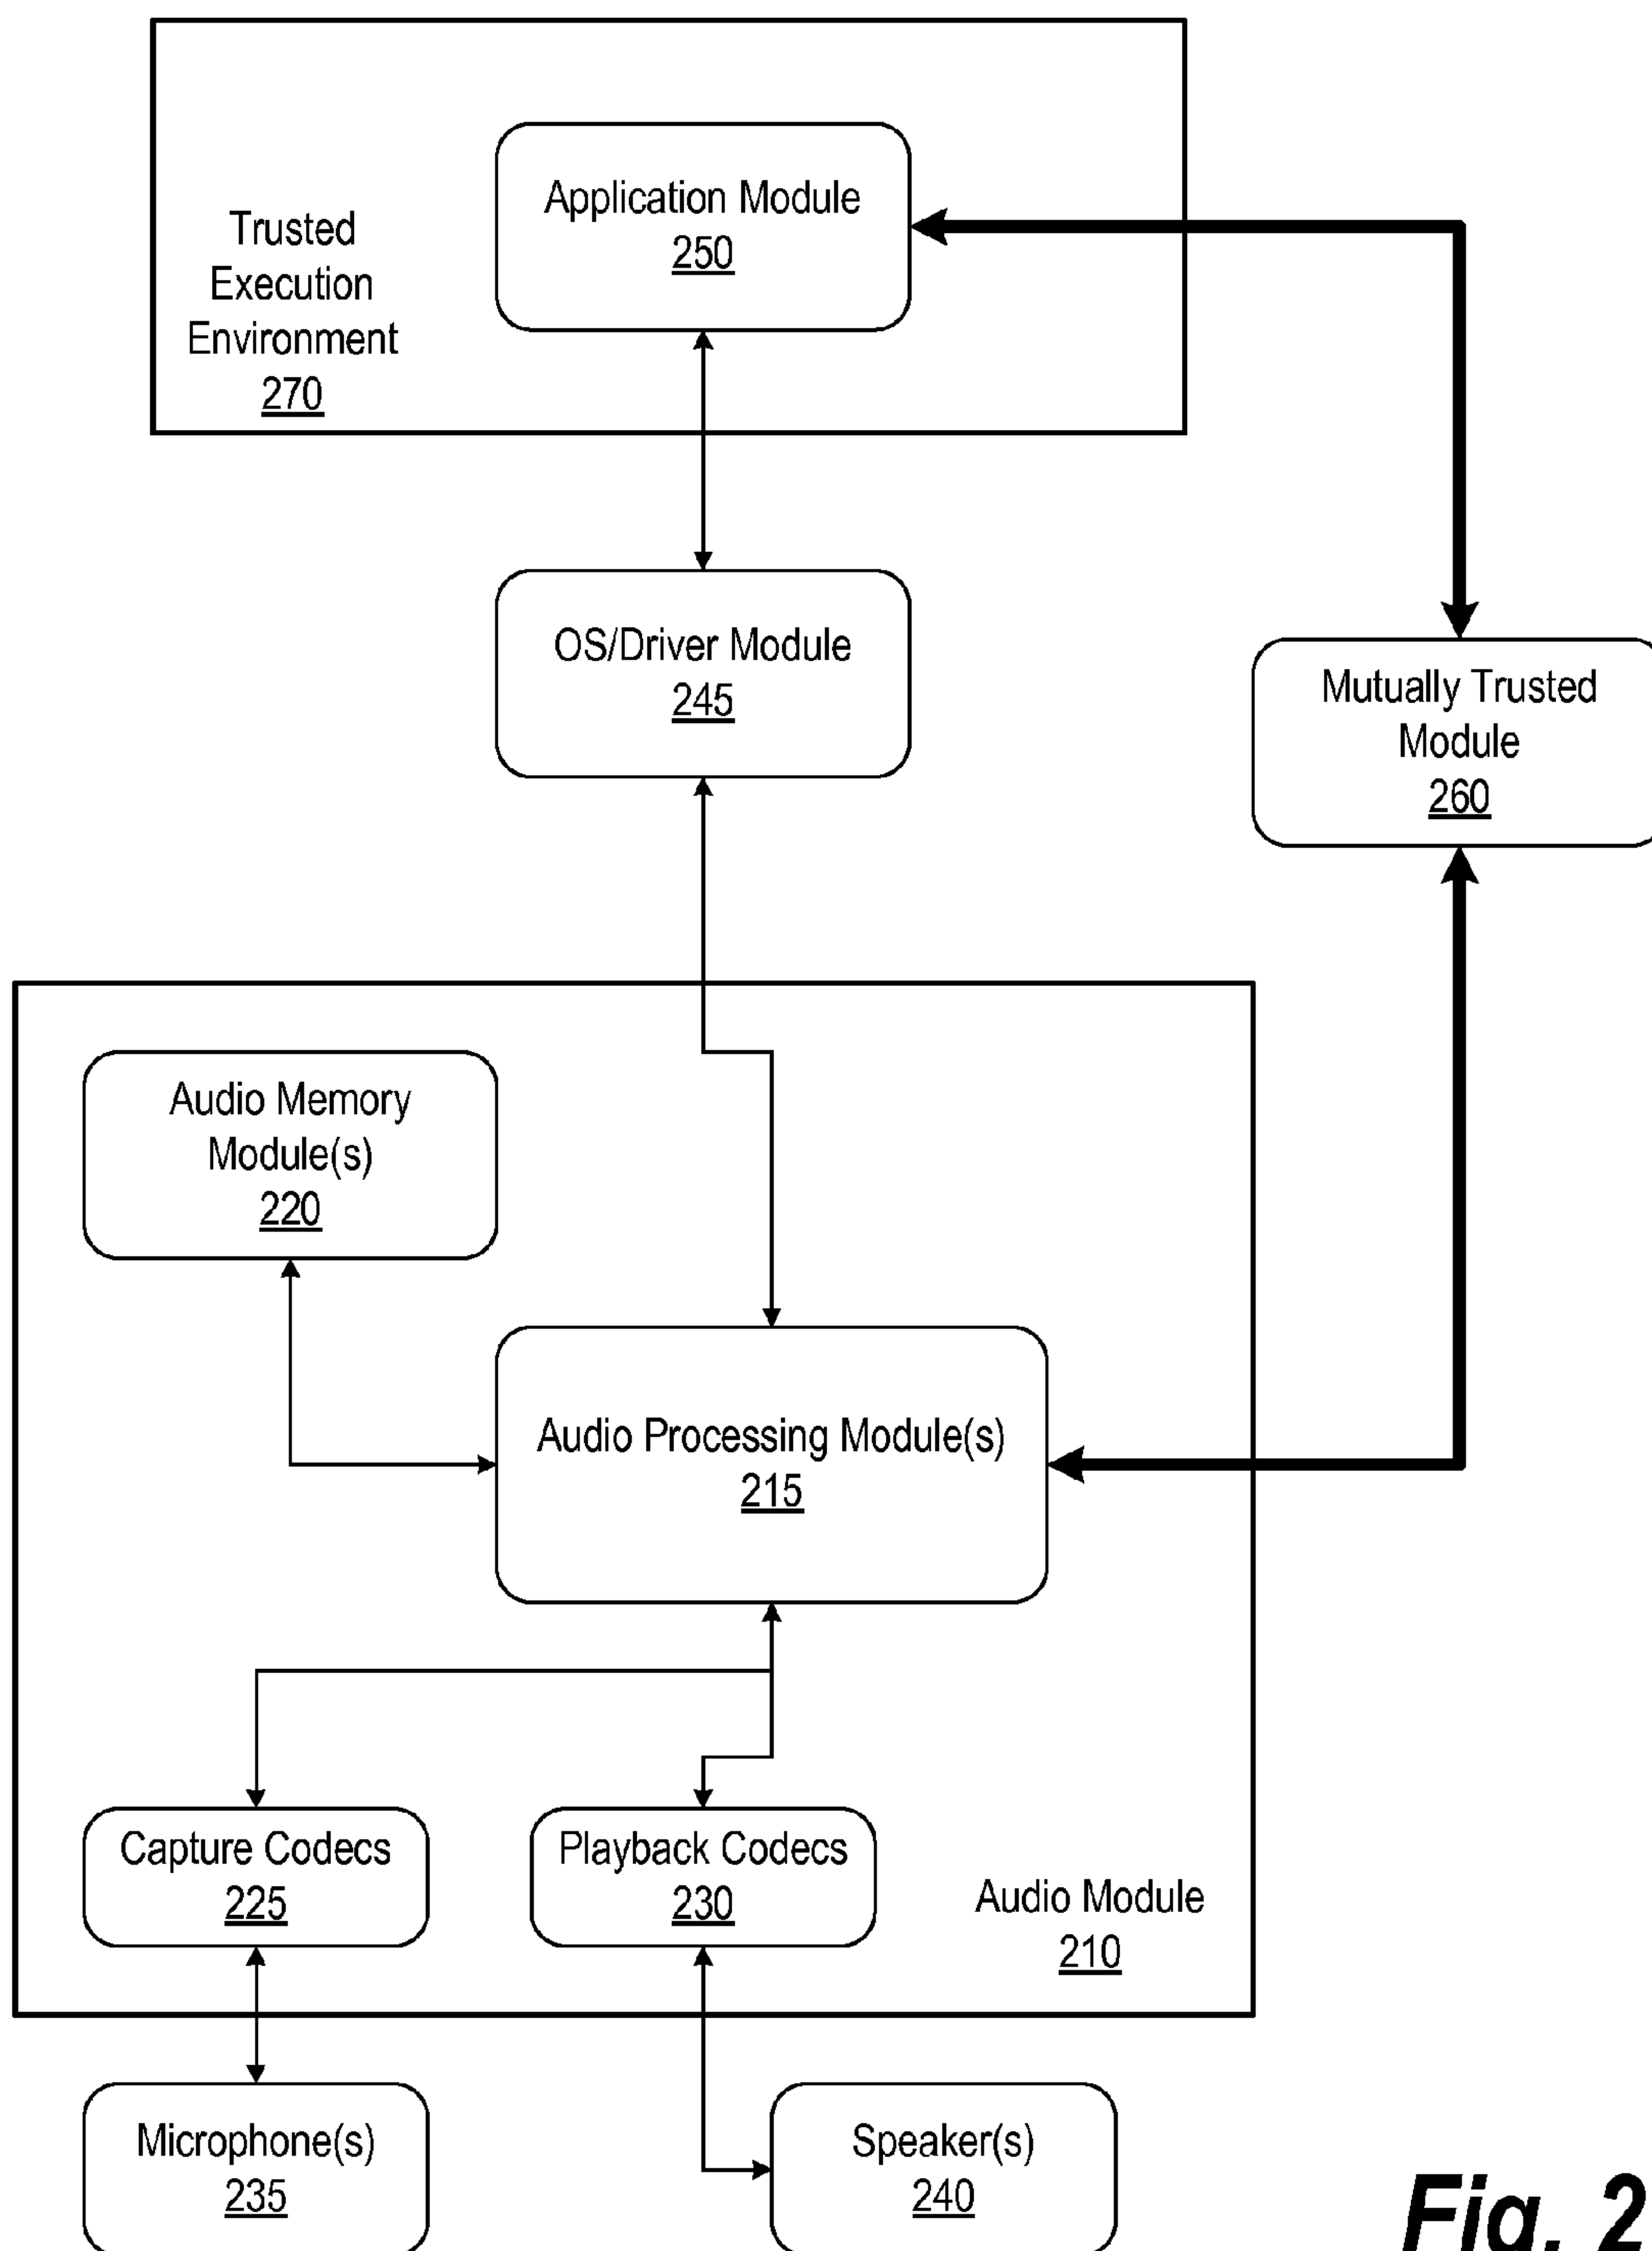 Application Module
250
Trusted
Execution
Environment
270
OS/Driver Module
245
Mutually Trusted
Module
260
Audio Memory
Module(s)
220
Audio Processing Module(s)
215
Capture Codecs
225
Playback Codecs
230
Audio Module
210
Microphone(s)
235
Speaker(s)
240
Fig. 2